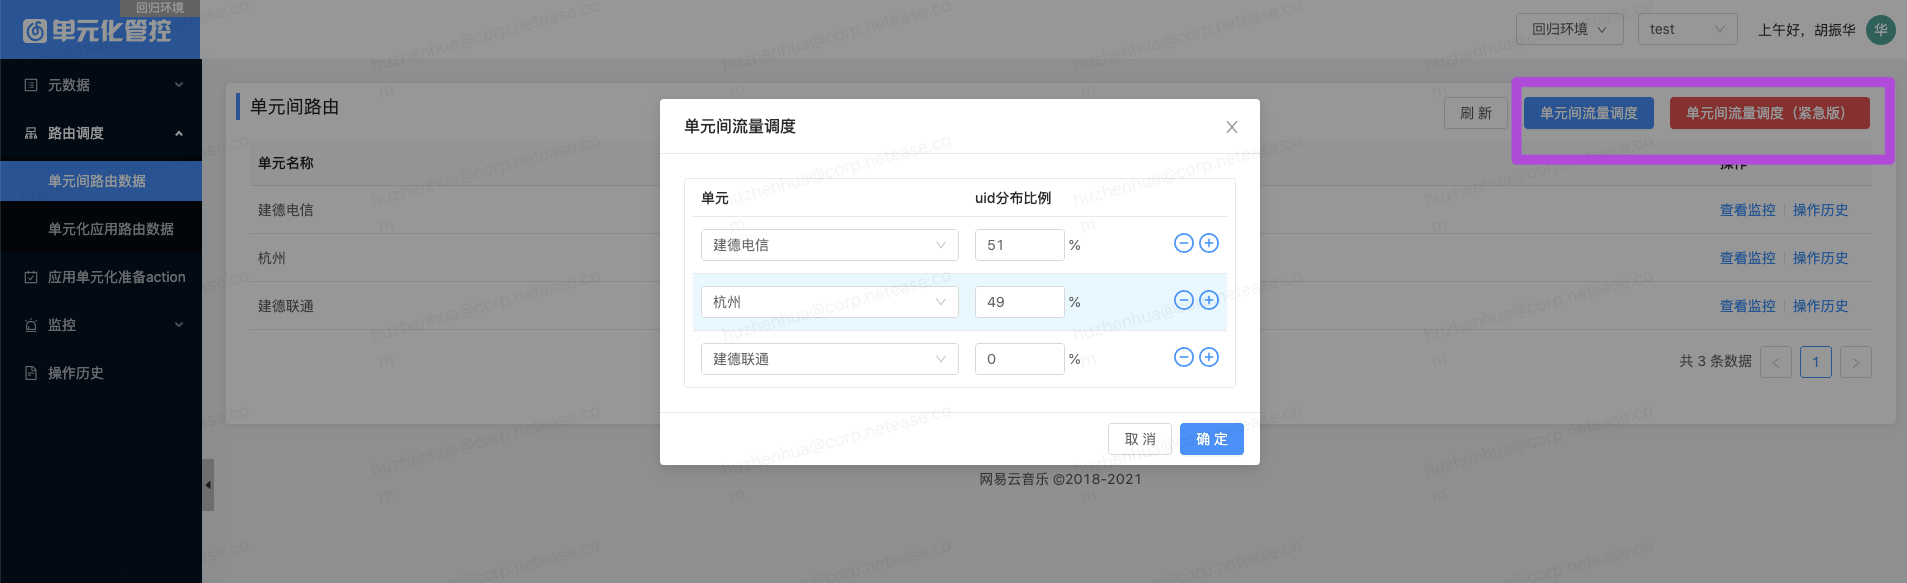 回归环境
单元化管控
回归环境
test
上午好，胡振华
华
元数据
路由调度
单元间路由数据
单元化应用路由数据
应用单元化准备action
监控
操作历史
单元间路由
刷 新
单元间流量调度
单元间流量调度（紧急版）
单元名称
操作
建德电信
查看监控
操作历史
杭州
查看监控
操作历史
建德联通
查看监控
操作历史
共 3 条数据
<
1
>
单元间流量调度
X
单元
uid分布比例
建德电信
51
%
杭州
49
%
建德联通
0
%
取 消
确 定
网易云音乐 ©2018-2021
huzhenhua@corp.netease.com